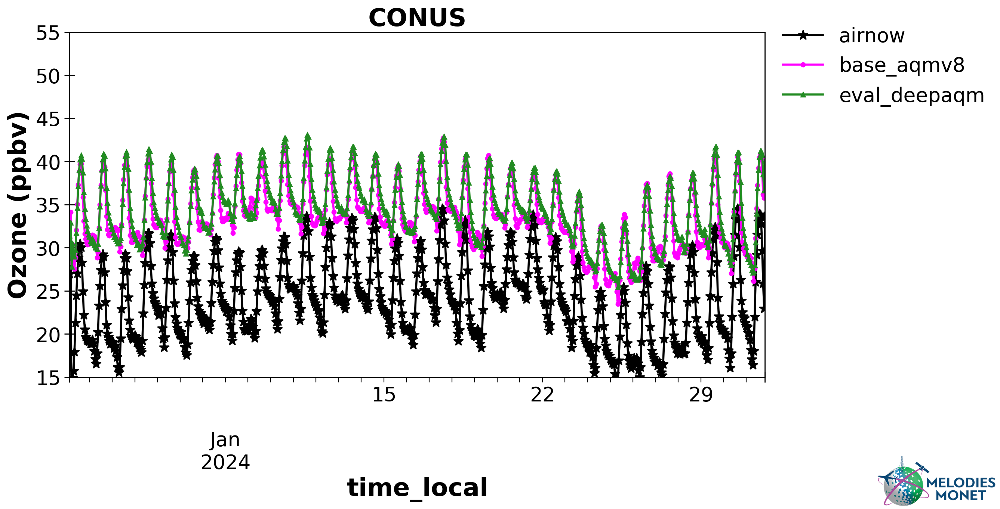 CONUS
55
50
45
40
35
30
25
20
15
Ozone (ppbv)
15
22
29
Jan
2024
time_local
airnow
base_aqmv8
eval_deepaqm
MELODIES
MONET